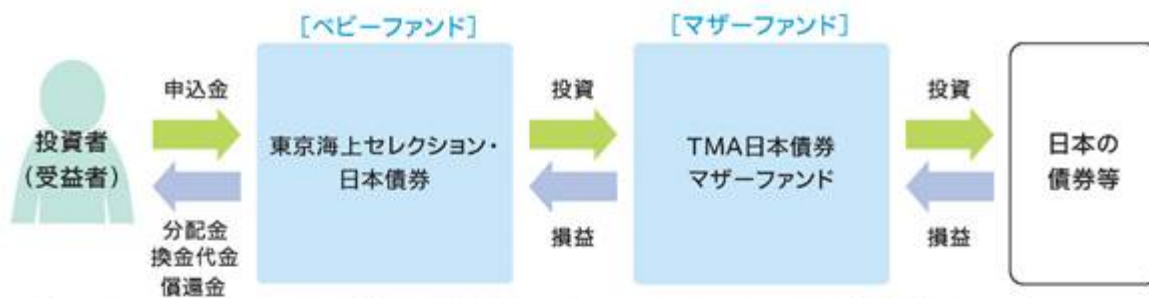 [ベビーファンド]
[マザーファンド]
投資者
(受益者)
申込金
分配金
換金代金
償還金
東京海上セレクション・
日本債券
投資
損益
TMA日本債券
マザーファンド
投資
損益
日本の
債券等